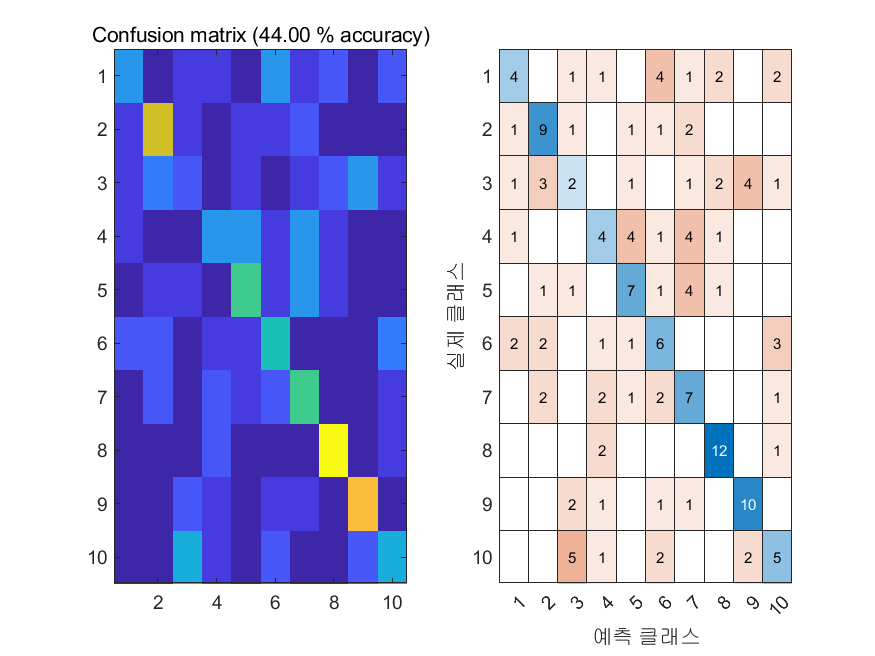 Confusion matrix (44.00 % accuracy)
1
2
3
4
5
6
7
8
9
10
2 4 6 8 10
실제 클래스
1 4 1 1 4 1 2 2
2 1 9 1 1 1 2
3 1 3 2 1 1 2 4 1
4 1 4 4 1 4 1
5 1 1 7 1 4 1
6 2 2 1 1 6 3
7 2 2 1 2 7 1
8 2 12 1
9 2 1 1 1 10
10 5 1 2 2 5
1 2 3 4 5 6 7 8 9 10
예측 클래스